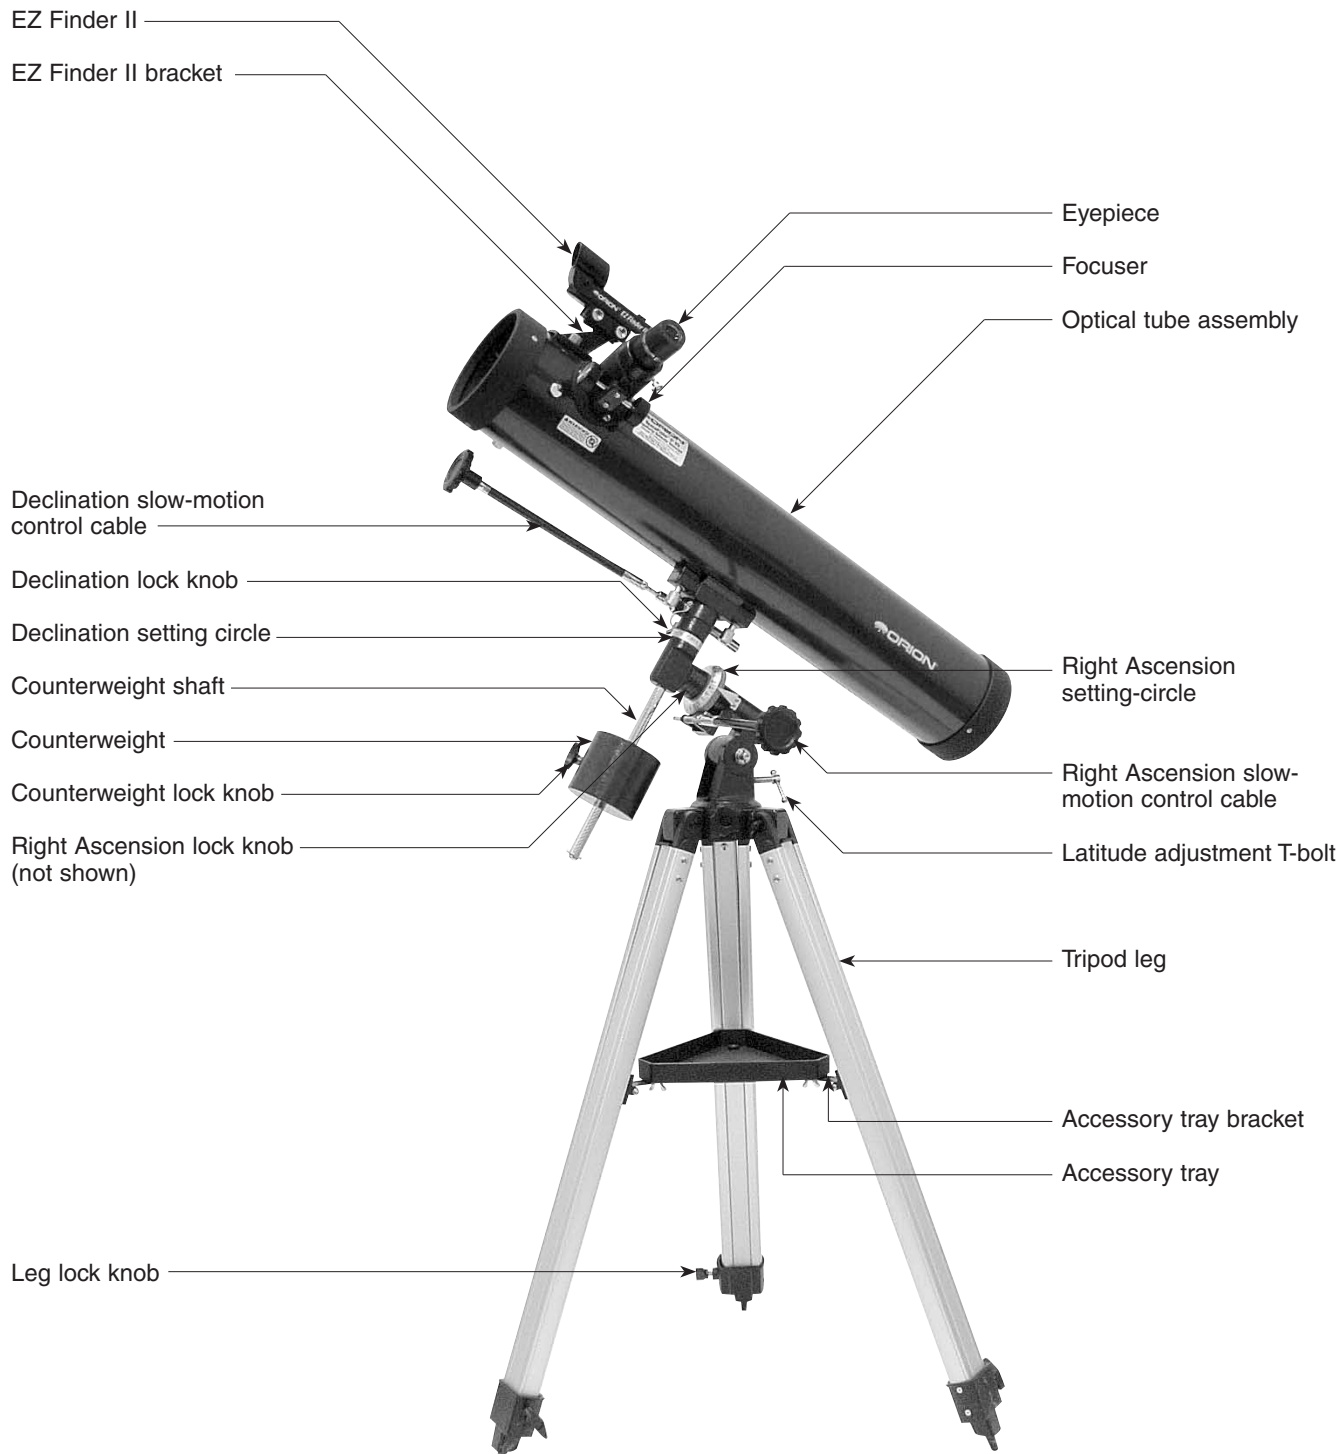 EZ Finder II
EZ Finder II bracket
Eyepiece
Focuser
Optical tube assembly
ORION EZ Finder
Declination slow-motion
control cable
Declination lock knob
Declination setting circle
Counterweight shaft
Counterweight
Counterweight lock knob
Right Ascension lock knob
(not shown)
ORION
Right Ascension
setting-circle
Right Ascension slow-
motion control cable
Latitude adjustment T-bolt
Tripod leg
Accessory tray bracket
Accessory tray
Leg lock knob